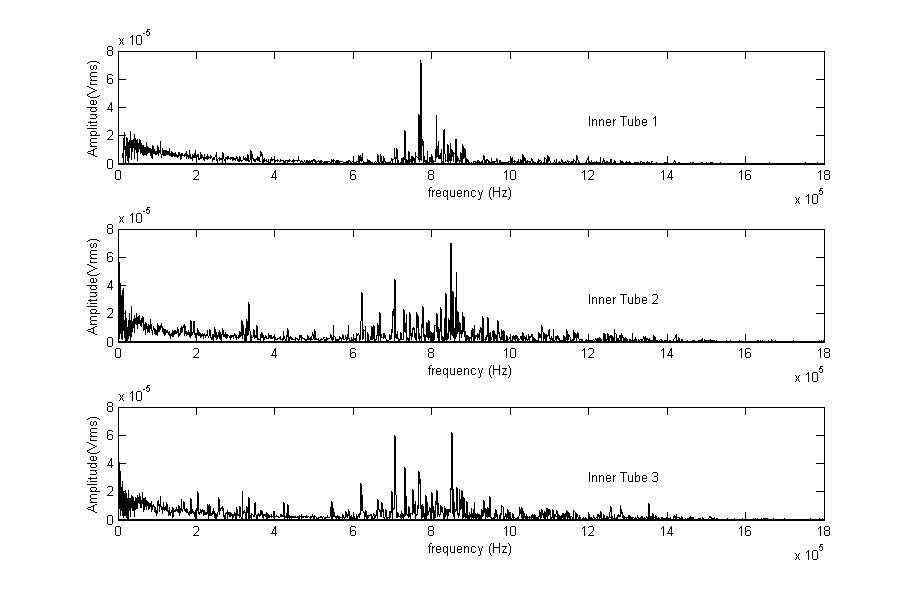 x 10-5
8
6
4
2
0
Amplitude(Vrms)
Inner Tube 1
0 2 4 6 8 10 12 14 16 18
frequency (Hz)
x 10^5
x 10^-5
8
6
4
2
0
Amplitude(Vrms)
Inner Tube 2
0 2 4 6 8 10 12 14 16 18
frequency (Hz)
x 10^5
x 10^-5
8
6
4
2
0
Amplitude(Vrms)
Inner Tube 3
0 2 4 6 8 10 12 14 16 18
frequency (Hz)
x 10^5